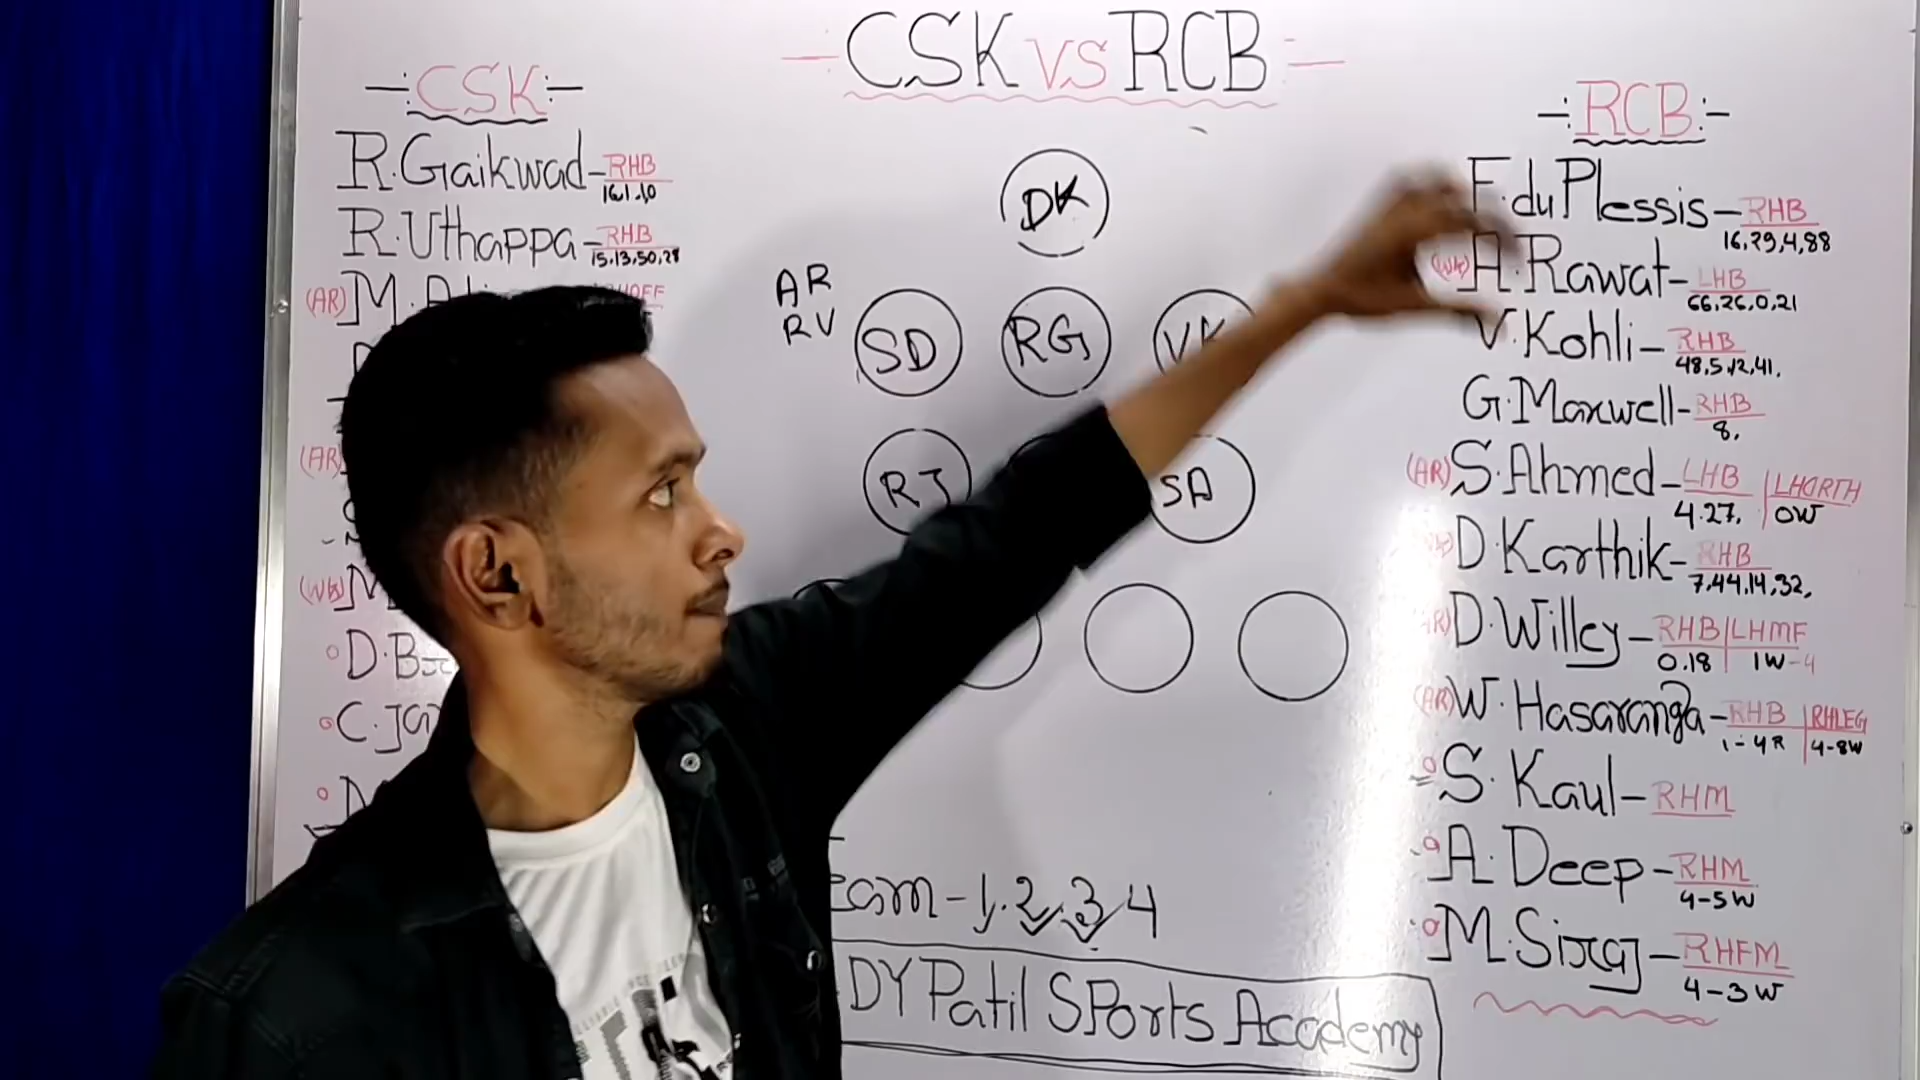 CSK VS RCB
CSK
R. Gaikwad - RHB
16.1.10
R. Uthappa - RHB
15,13,50,28
(AR) M.
(AR)
(WK) M
D. B
C. Jor
D
DK
AR
RV
SD
RG
RJ
SA
1.2.3.4
DY Patil SPorts Academy
RCB
F. du Plessis - RHB
16,29,4,88
(WK) A. Rawat - LHB
66,26,0,21
V. Kohli - RHB
48,5,12,41,
G. Maxwell - RHB
8,
(AR) S. Ahmed - LHB | LHORTH
4.27. | 0W
D. Karthik - RHB
7,44,14,32,
D. Willey - RHB | LHMF
0.18 | 1W-4
(AR) W. Hasaranga - RHB | RHLEG
1-4R | 4-8W
S. Kaul - RHM
A. Deep - RHM
4-5W
M. Siraj - RHFM
4-3W